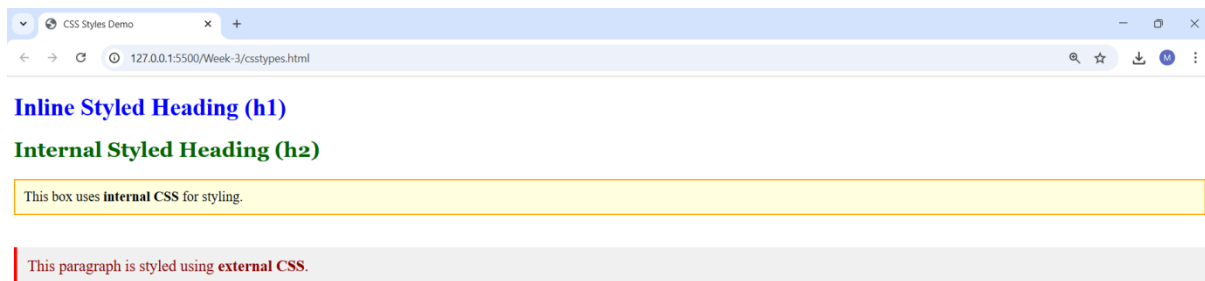 CSS Styles Demo
127.0.0.1:5500/Week-3/csstypes.html
M
Inline Styled Heading (h1)
Internal Styled Heading (h2)
This box uses internal CSS for styling.
This paragraph is styled using external CSS.